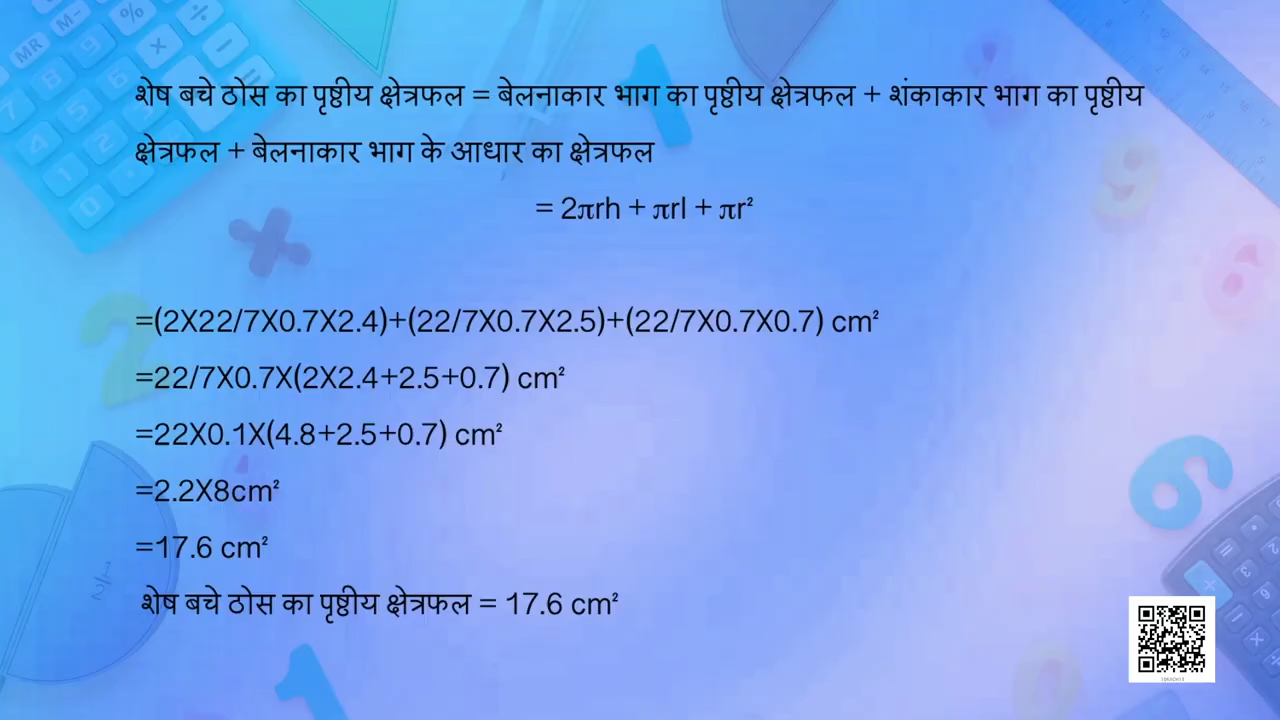 शेष बचे ठोस का पृष्ठीय क्षेत्रफल = बेलनाकार भाग का पृष्ठीय क्षेत्रफल + शंकाकार भाग का पृष्ठीय
क्षेत्रफल + बेलनाकार भाग के आधार का क्षेत्रफल
= 2πrh + πrl + πr²
=(2X22/7X0.7X2.4)+(22/7X0.7X2.5)+(22/7X0.7X0.7) cm²
=22/7X0.7X(2X2.4+2.5+0.7) cm²
=22X0.1X(4.8+2.5+0.7) cm²
=2.2X8cm²
=17.6 cm²
शेष बचे ठोस का पृष्ठीय क्षेत्रफल = 17.6 cm²